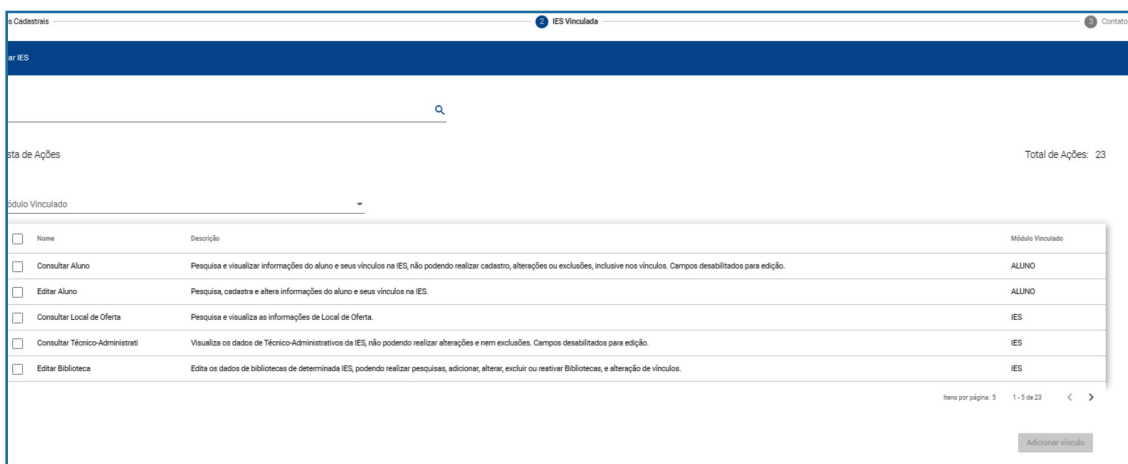 s Cadastrais 2 IES Vinculada 3 Contato
ar IES
sta de Ações Total de Ações: 23
ódulo Vinculado
Nome Descrição Módulo Vinculado
Consultar Aluno Pesquisa e visualizar informações do aluno e seus vínculos na IES, não podendo realizar cadastro, alterações ou exclusões, inclusive nos vínculos. Campos desabilitados para edição. ALUNO
Editar Aluno Pesquisa, cadastra e altera informações do aluno e seus vínculos na IES. ALUNO
Consultar Local de Oferta Pesquisa e visualiza as informações de Local de Oferta. IES
Consultar Técnico-Administrati Visualiza os dados de Técnico-Administrativos da IES, não podendo realizar alterações e nem exclusões. Campos desabilitados para edição. IES
Editar Biblioteca Edita os dados de bibliotecas de determinada IES, podendo realizar pesquisas, adicionar, alterar, excluir ou reativar Bibliotecas, e alteração de vínculos. IES
Itens por página: 5 1 - 5 de 23
Adicionar vínculo